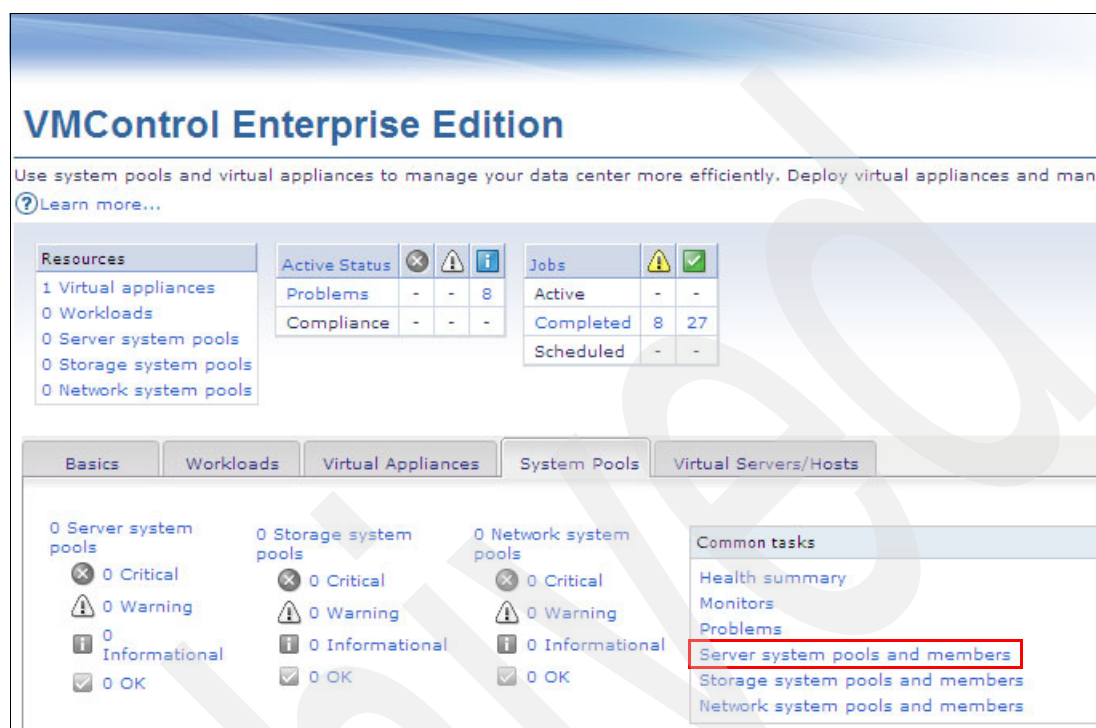 VMControl Enterprise Edition
Use system pools and virtual appliances to manage your data center more efficiently. Deploy virtual appliances and man
?Learn more...
Resources
1 Virtual appliances
0 Workloads
0 Server system pools
0 Storage system pools
0 Network system pools
Active Status
Problems - - 8
Compliance - - -
Jobs
Active - -
Completed 8 27
Scheduled - -
Basics Workloads Virtual Appliances System Pools Virtual Servers/Hosts
0 Server system
pools
0 Critical
0 Warning
0
Informational
0 OK
0 Storage system
pools
0 Critical
0 Warning
0 Informational
0 OK
0 Network system
pools
0 Critical
0 Warning
0 Informational
0 OK
Common tasks
Health summary
Monitors
Problems
Server system pools and members
Storage system pools and members
Network system pools and members